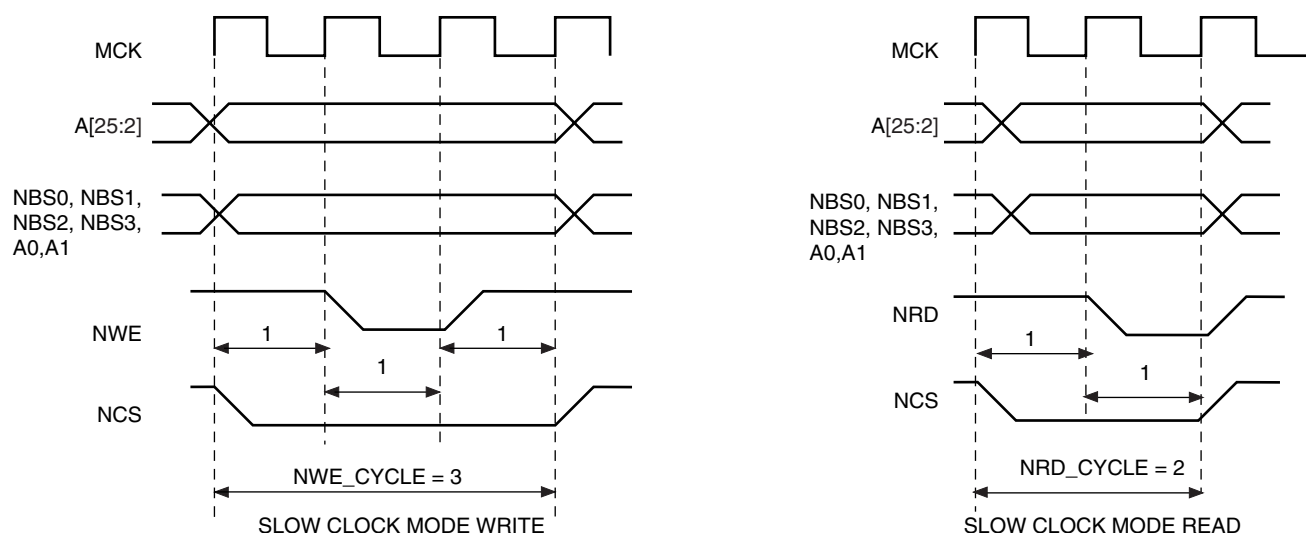 MCK
A[25:2]
NBS0, NBS1,
NBS2, NBS3,
A0,A1
NWE
1
1
1
NCS
NWE_CYCLE = 3
SLOW CLOCK MODE WRITE
MCK
A[25:2]
NBS0, NBS1,
NBS2, NBS3,
A0,A1
NRD
1
1
NCS
NRD_CYCLE = 2
SLOW CLOCK MODE READ